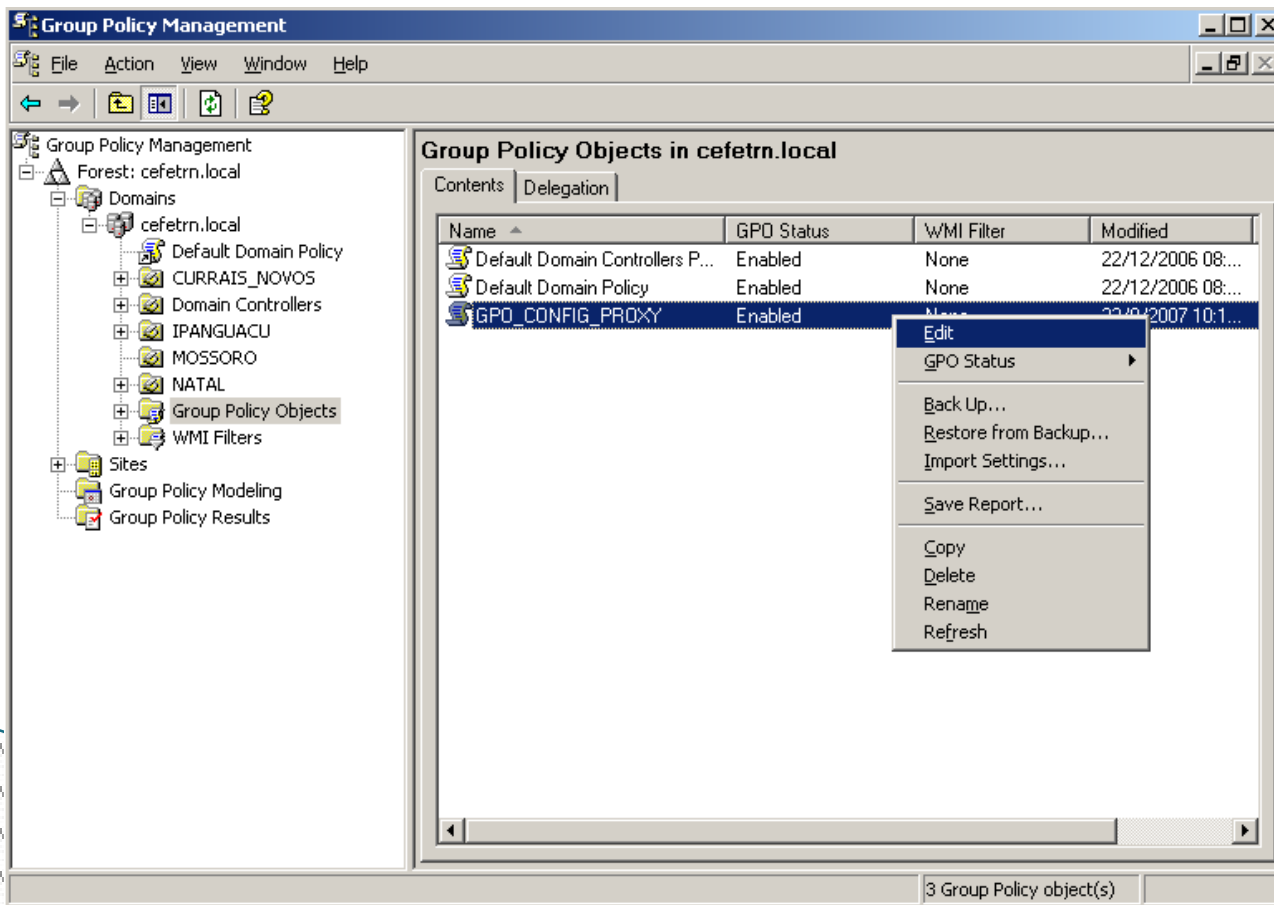 Group Policy Management
File Action View Window Help
Group Policy Management
Forest: cefetrn.local
Domains
cefetrn.local
Default Domain Policy
CURRAIS_NOVOS
Domain Controllers
IPANGUACU
MOSSORO
NATAL
Group Policy Objects
WMI Filters
Sites
Group Policy Modeling
Group Policy Results
Group Policy Objects in cefetrn.local
Contents Delegation
Name GPO Status WMI Filter Modified
Default Domain Controllers P... Enabled None 22/12/2006 08:...
Default Domain Policy Enabled None 22/12/2006 08:...
GPO_CONFIG_PROXY Enabled None 10:1...
Edit
GPO Status
Back Up...
Restore from Backup...
Import Settings...
Save Report...
Copy
Delete
Rename
Refresh
3 Group Policy object(s)